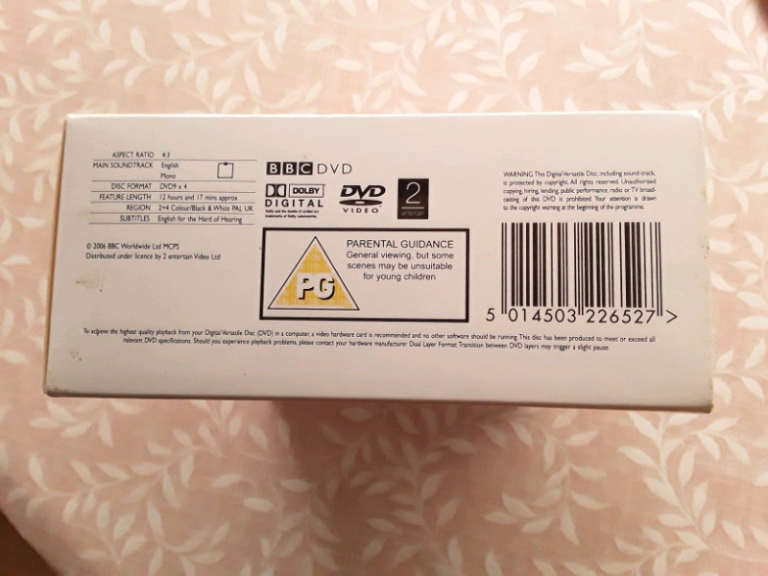 ASPECT RATIO 4:3
MAIN SOUNDTRACK English
Mono
DISC FORMAT DVD9 x 4
FEATURE LENGTH 12 hours and 17 mins approx
REGION 2+4 Colour/Black & White PAL UK
SUBTITLES English for the Hard of Hearing
© 2006 BBC Worldwide Ltd MCPS
Distributed under licence by 2 entertain Video Ltd
BBC DVD
DOLBY
DIGITAL
DVD
VIDEO
2
entertain
PG
PARENTAL GUIDANCE
General viewing, but some
scenes may be unsuitable
for young children
WARNING The Digital Versatile Disc, including sound-track,
is protected by copyright. All rights reserved. Unauthorised
copying, hiring, lending, public performance, radio or TV broad-
casting of this DVD is prohibited. Your attention is drawn
to the copyright warning at the beginning of the programme.
5 014503 226527 >
To achieve the highest quality playback from your Digital Versatile Disc (DVD) in a computer, a video hardware card is recommended and no other software should be running. This disc has been produced to meet or exceed all
relevant DVD specifications. Should you experience playback problems, please contact your hardware manufacturer. Dual Layer Format. Transition between DVD layers may trigger a slight pause.